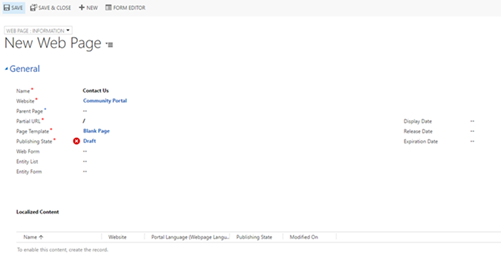 SAVE SAVE & CLOSE + NEW FORM EDITOR
WEB PAGE : INFORMATION
New Web Page
General
Name * Contact Us
Website * Community Portal
Parent Page * --
Partial URL * / Display Date --
Page Template * Blank Page Release Date --
Publishing State * Draft Expiration Date --
Web Form --
Entity List --
Entity Form --
Localized Content
Name ↑ Website Portal Language (Webpage Langu... Publishing State Modified On
To enable this content, create the record.